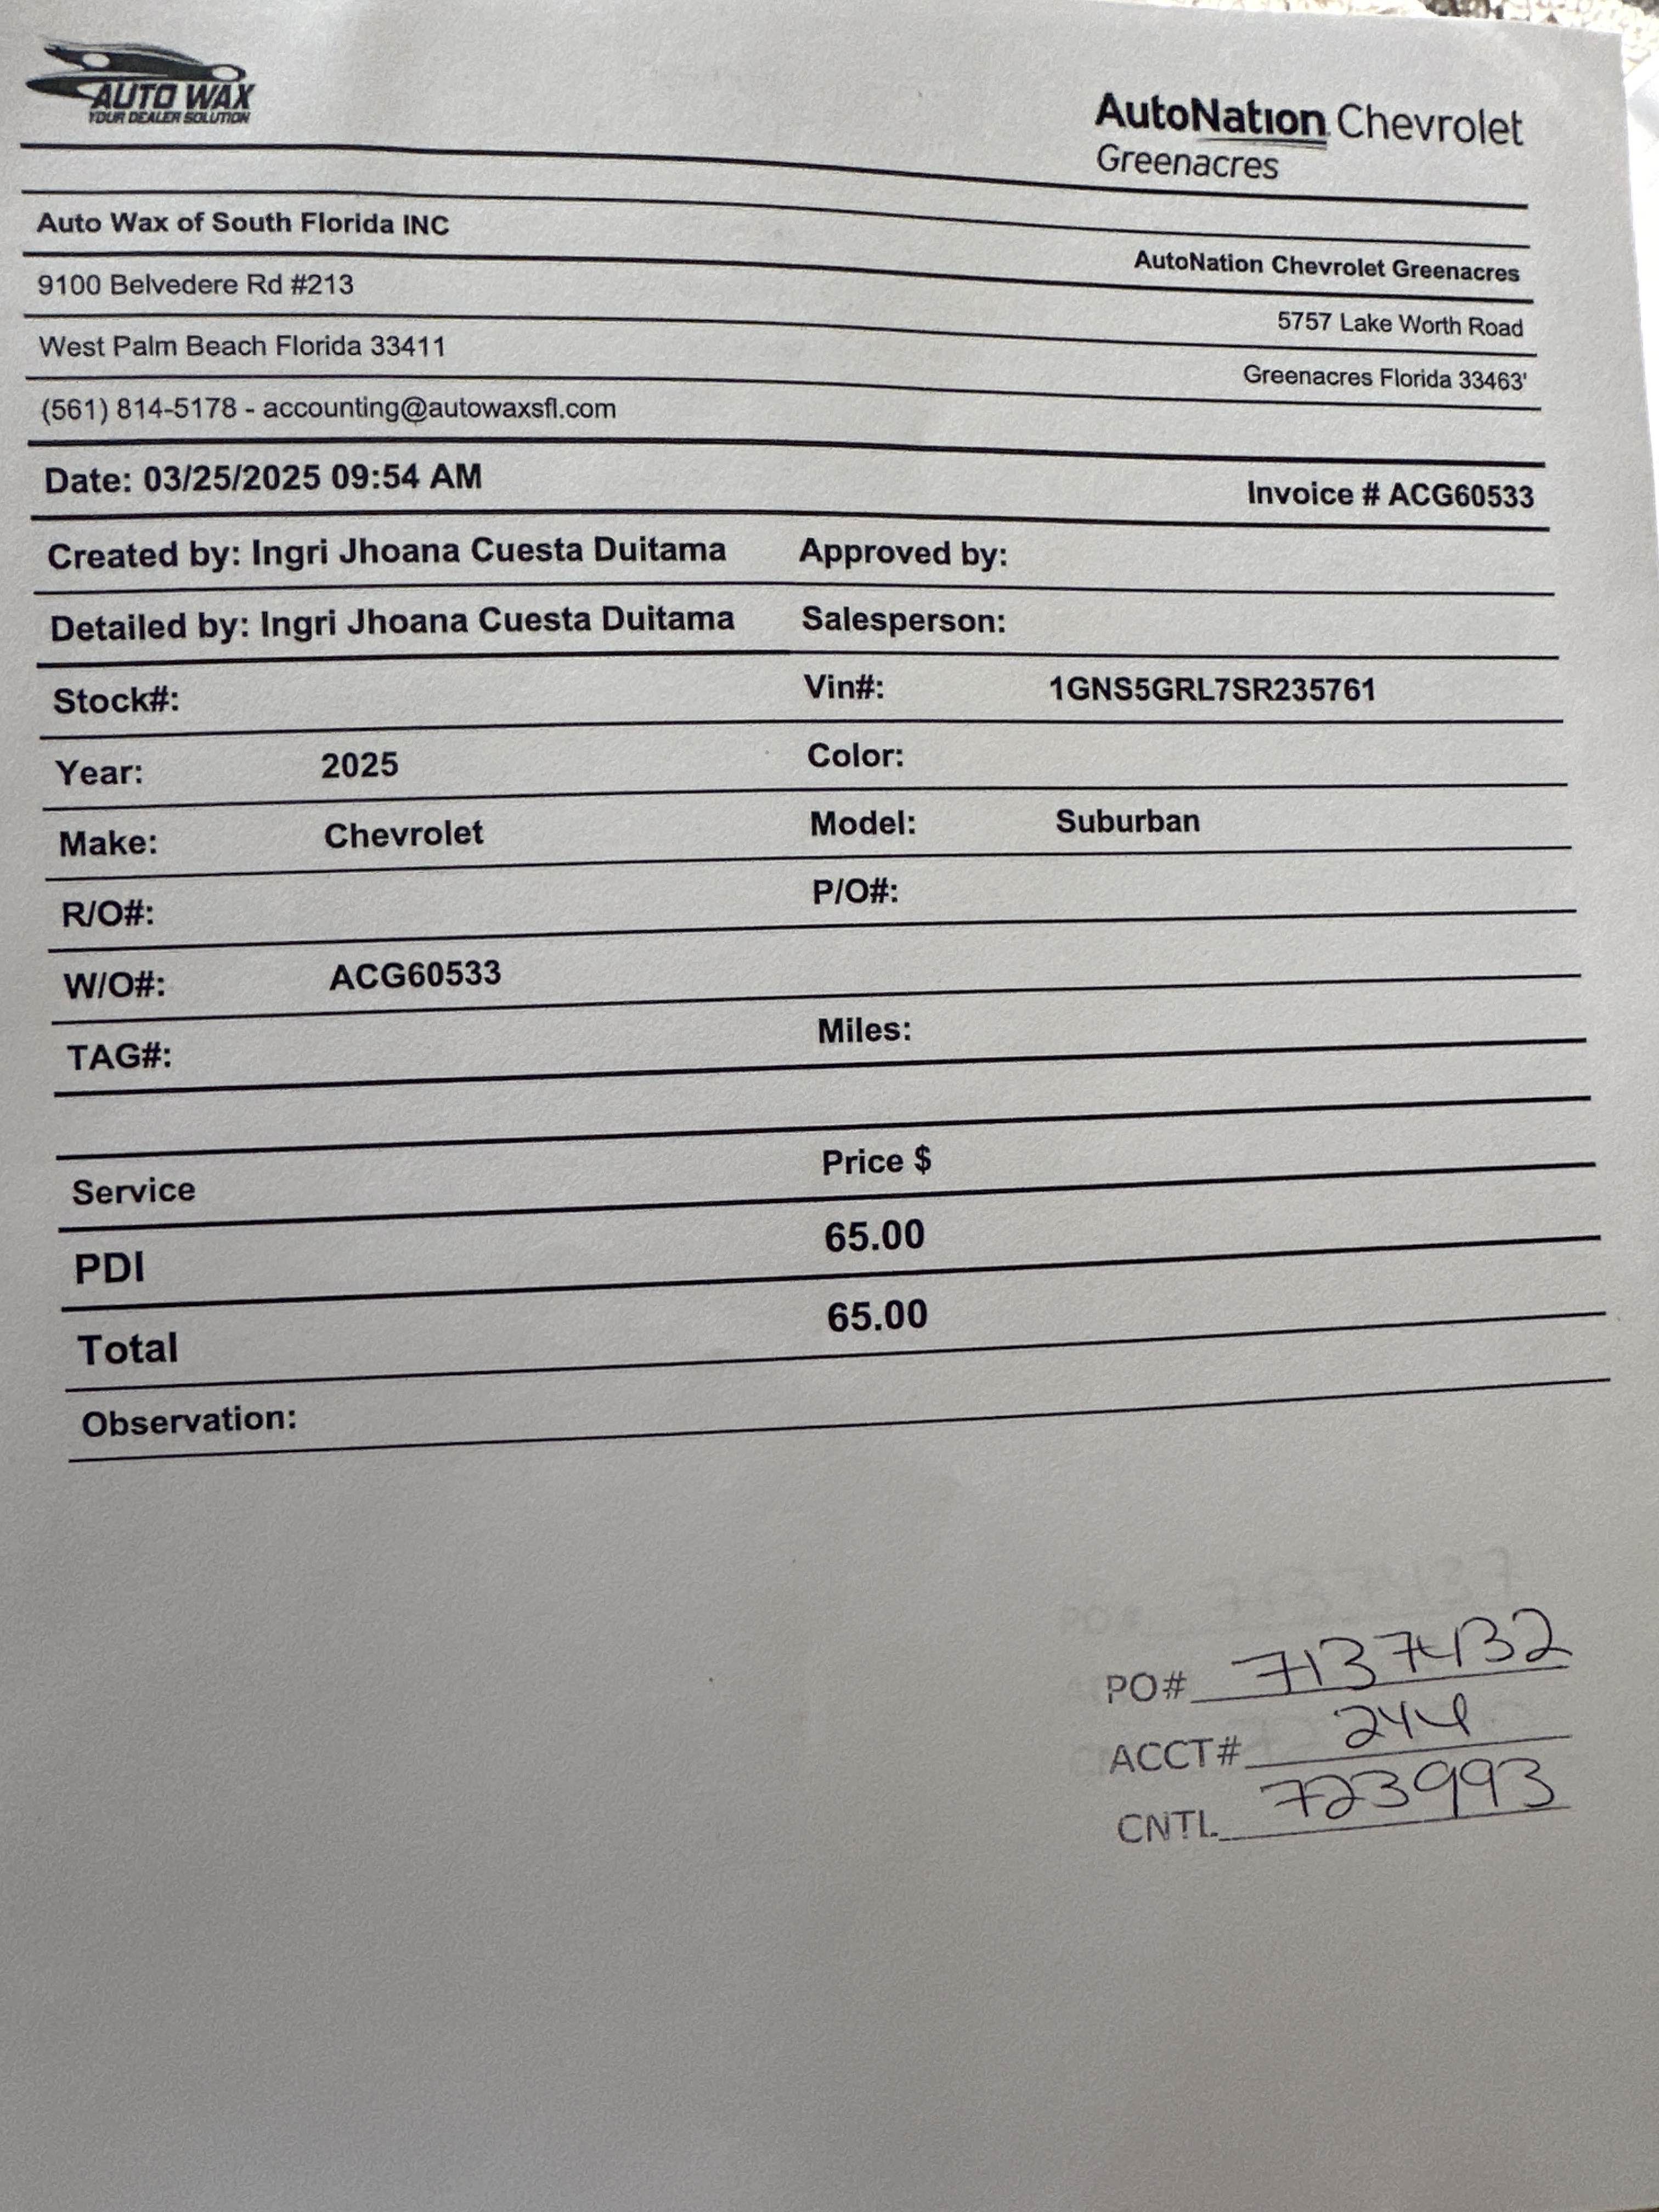 AUTO WAX
YOUR DEALER SOLUTION
AutoNation Chevrolet
Greenacres
Auto Wax of South Florida INC
AutoNation Chevrolet Greenacres
9100 Belvedere Rd #213
5757 Lake Worth Road
West Palm Beach Florida 33411
Greenacres Florida 33463'
(561) 814-5178 - accounting@autowaxsfl.com
Date: 03/25/2025 09:54 AM
Invoice # ACG60533
Created by: Ingri Jhoana Cuesta Duitama Approved by:
Detailed by: Ingri Jhoana Cuesta Duitama Salesperson:
Stock#: Vin#: 1GNS5GRL7SR235761
Year: 2025 Color:
Make: Chevrolet Model: Suburban
R/O#: P/O#:
W/O#: ACG60533
TAG#: Miles:
Service Price $
PDI 65.00
Total 65.00
Observation:
PO# 7137432
ACCT# 244
CNTL 723993